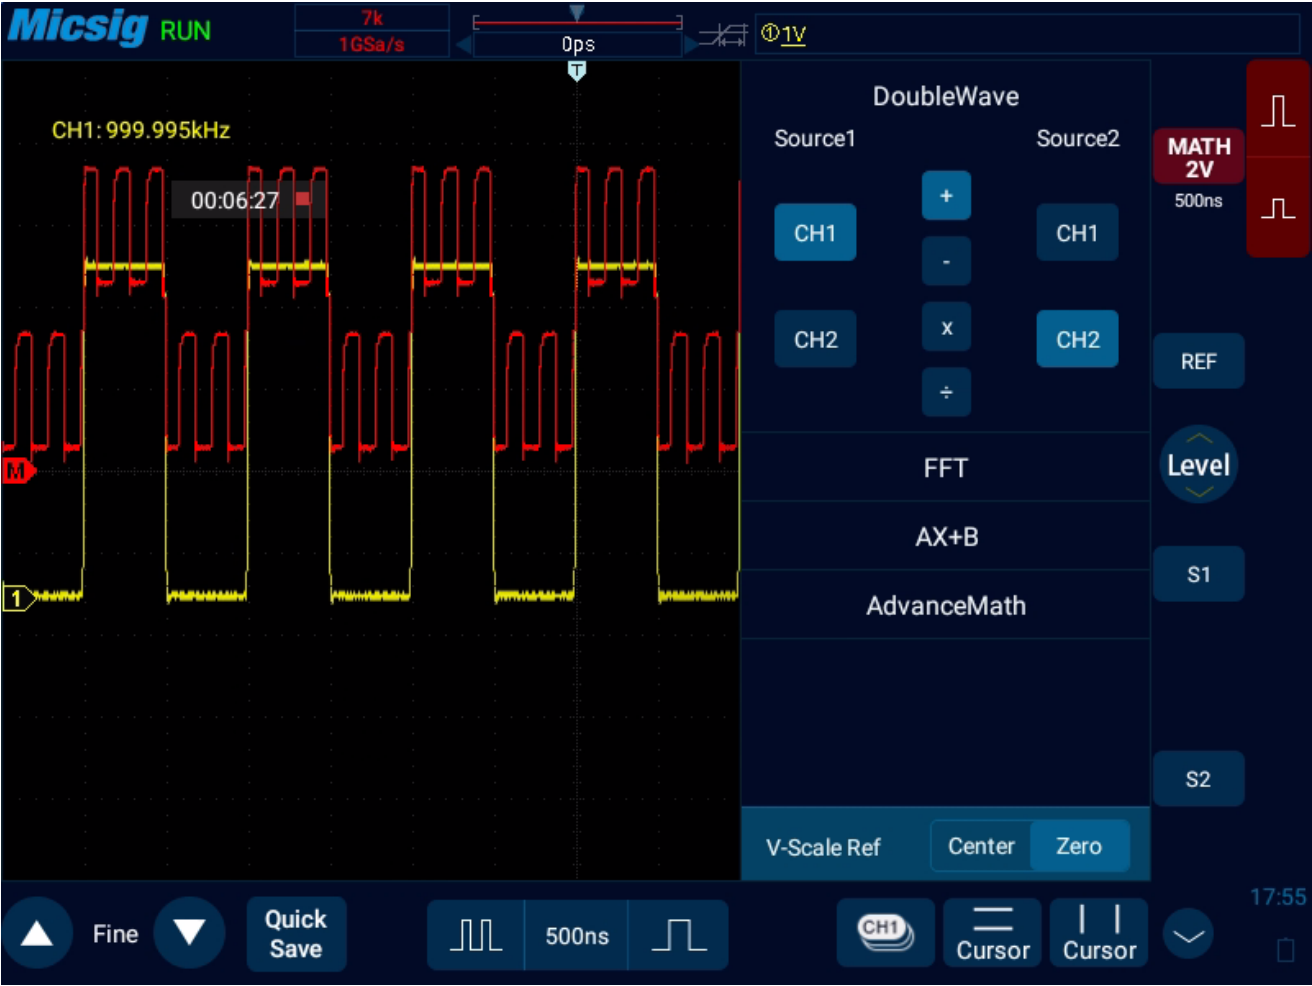 Micsig RUN
7k
1GSa/s
0ps
T
①1V
CH1: 999.995kHz
00:06:27
M
1
DoubleWave
Source1
Source2
+
CH1
CH1
-
x
CH2
CH2
÷
FFT
AX+B
AdvanceMath
V-Scale Ref
Center
Zero
MATH
2V
500ns
REF
Level
S1
S2
17:55
Fine
Quick
Save
500ns
CH1
Cursor
Cursor